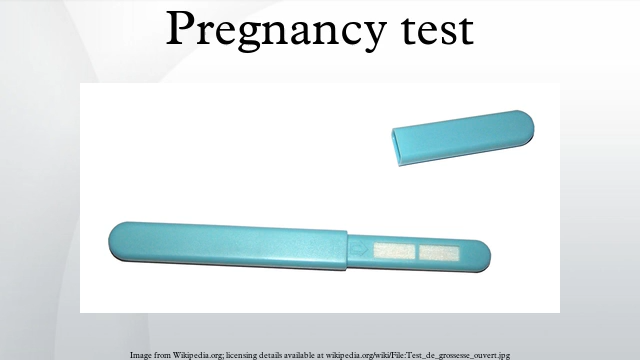 Pregnancy test
Image from Wikipedia.org; licensing details available at wikipedia.org/wiki/File:Test_de_grossesse_ouvert.jpg